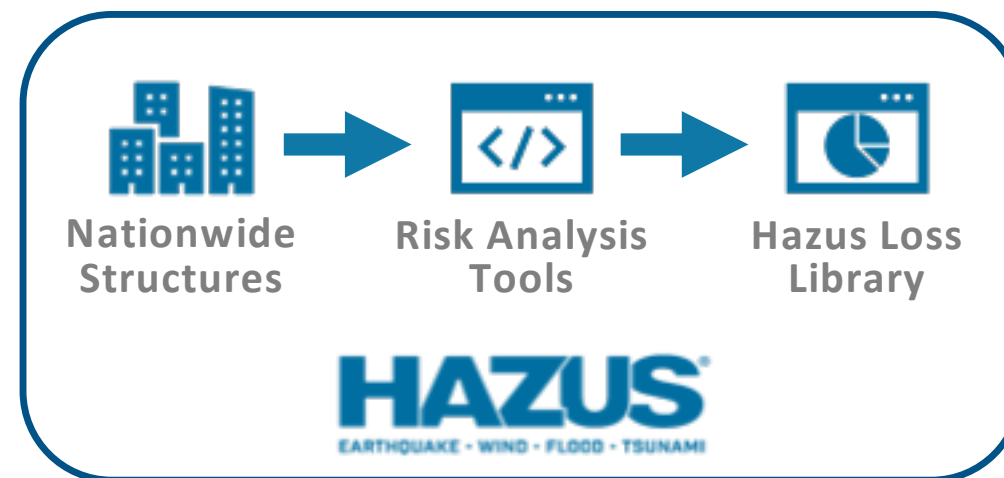 Nationwide
Structures
Risk Analysis
Tools
Hazus Loss
Library
</>
HAZUS®
EARTHQUAKE - WIND - FLOOD - TSUNAMI